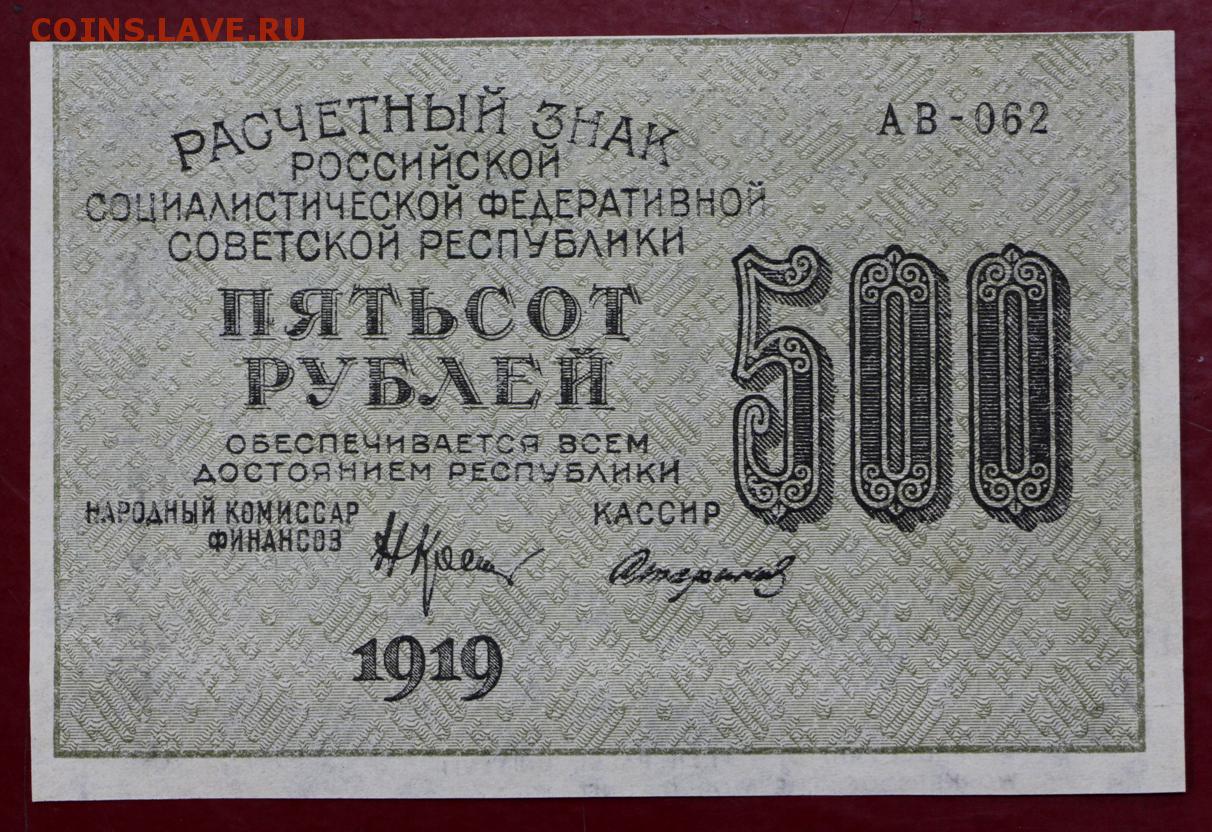 COINS.LAVE.RU
РАСЧЕТНЫЙ ЗНАК
АВ-062
РОССИЙСКОЙ
СОЦИАЛИСТИЧЕСКОЙ ФЕДЕРАТИВНОЙ
СОВЕТСКОЙ РЕСПУБЛИКИ
500
ПЯТЬСОТ
РУБЛЕЙ
ОБЕСПЕЧИВАЕТСЯ ВСЕМ
ДОСТОЯНИЕМ РЕСПУБЛИКИ
НАРОДНЫЙ КОМИССАР
ФИНАНСОВ
КАССИР
1919